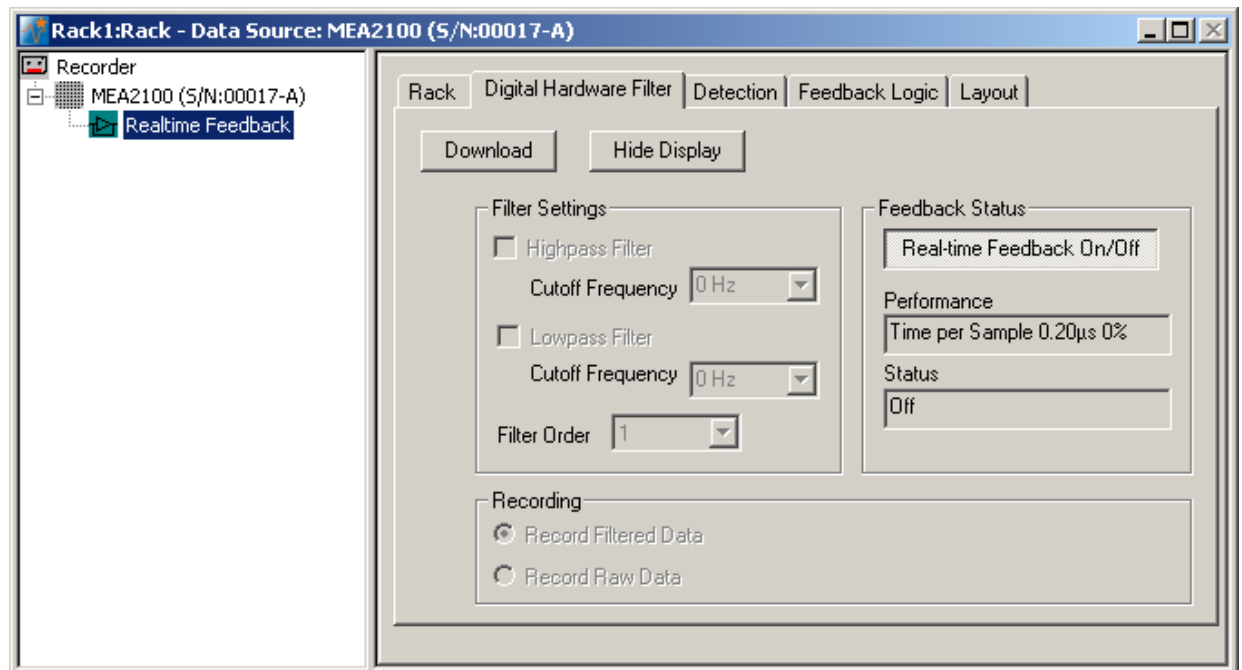 Rack1:Rack - Data Source: MEA2100 (S/N:00017-A)
Recorder
MEA2100 (S/N:00017-A)
Realtime Feedback
Rack
Digital Hardware Filter
Detection
Feedback Logic
Layout
Download
Hide Display
Filter Settings
Highpass Filter
Cutoff Frequency
0 Hz
Lowpass Filter
Cutoff Frequency
0 Hz
Filter Order
1
Feedback Status
Real-time Feedback On/Off
Performance
Time per Sample 0.20µs 0%
Status
Off
Recording
Record Filtered Data
Record Raw Data